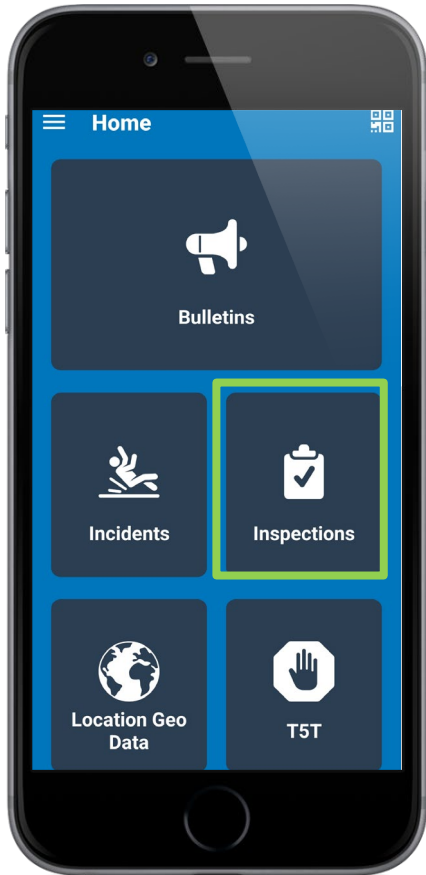 Home
Bulletins
Incidents
Inspections
Location Geo
Data
T5T